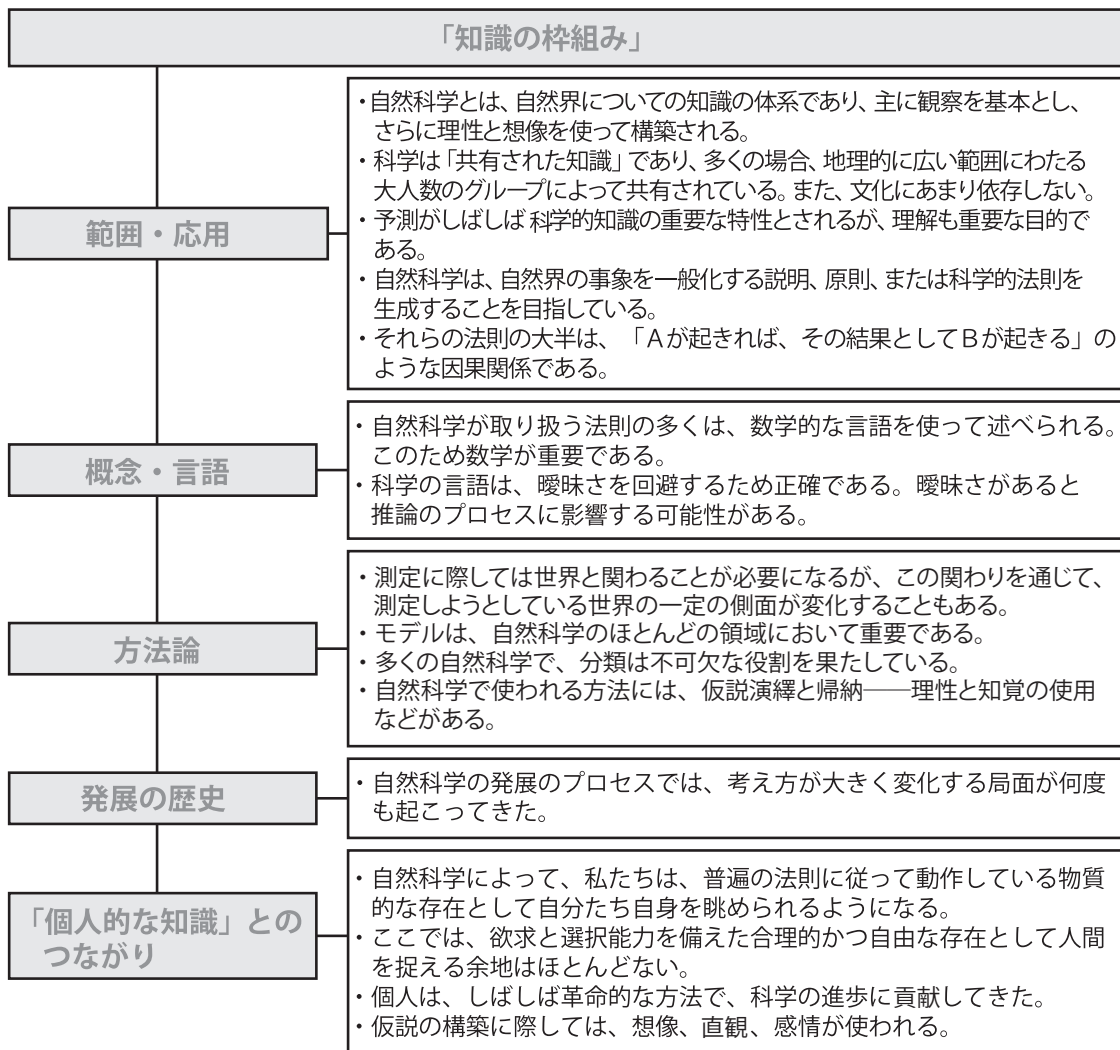 「知識の枠組み」
範囲・応用
・自然科学とは、自然界についての知識の体系であり、主に観察を基本とし、
さらに理性と想像を使って構築される。
・科学は「共有された知識」であり、多くの場合、地理的に広い範囲にわたる
大人数のグループによって共有されている。また、文化にあまり依存しない。
・予測がしばしば科学的知識の重要な特性とされるが、理解も重要な目的で
ある。
・自然科学は、自然界の事象を一般化する説明、原則、または科学的法則を
生成することを目指している。
・それらの法則の大半は、「Aが起きれば、その結果としてBが起きる」の
ような因果関係である。
概念・言語
・自然科学が取り扱う法則の多くは、数学的な言語を使って述べられる。
このため数学が重要である。
・科学の言語は、曖昧さを回避するため正確である。曖昧さがあると
推論のプロセスに影響する可能性がある。
方法論
・測定に際しては世界と関わることが必要になるが、この関わりを通じて、
測定しようとしている世界の一定の側面が変化することもある。
・モデルは、自然科学のほとんどの領域において重要である。
・多くの自然科学で、分類は不可欠な役割を果たしている。
・自然科学で使われる方法には、仮説演繹と帰納──理性と知覚の使用
などがある。
発展の歴史
・自然科学の発展のプロセスでは、考え方が大きく変化する局面が何度
も起こってきた。
「個人的な知識」との
つながり
・自然科学によって、私たちは、普遍の法則に従って動作している物質
的な存在として自分たち自身を眺められるようになる。
・ここでは、欲求と選択能力を備えた合理的かつ自由な存在として人間
を捉える余地はほとんどない。
・個人は、しばしば革命的な方法で、科学の進歩に貢献してきた。
・仮説の構築に際しては、想像、直観、感情が使われる。